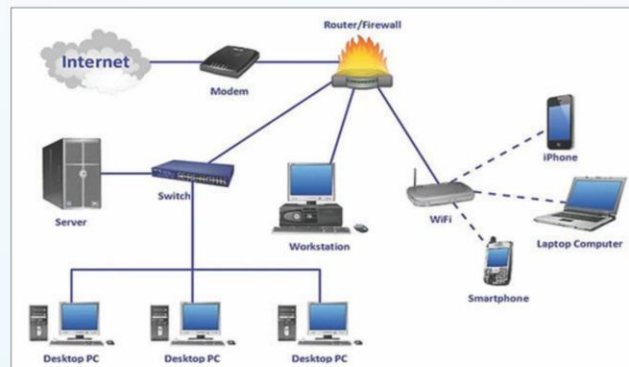 Router/Firewall
Internet
Modem
iPhone
Server
Switch
Workstation
WiFi
Laptop Computer
Smartphone
Desktop PC
Desktop PC
Desktop PC